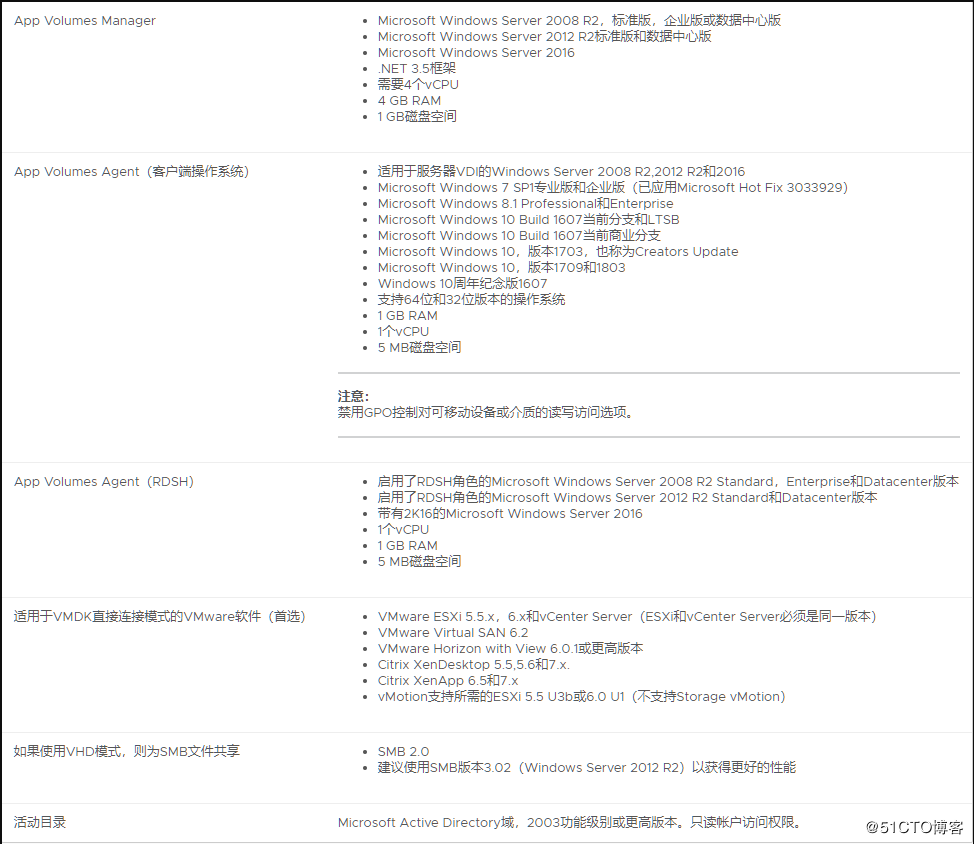 App Volumes Manager
Microsoft Windows Server 2008 R2，标准版，企业版或数据中心版
Microsoft Windows Server 2012 R2标准版和数据中心版
Microsoft Windows Server 2016
.NET 3.5框架
需要4个vCPU
4 GB RAM
1 GB磁盘空间
App Volumes Agent（客户端操作系统）
适用于服务器VDI的Windows Server 2008 R2,2012 R2和2016
Microsoft Windows 7 SP1专业版和企业版（已应用Microsoft Hot Fix 3033929）
Microsoft Windows 8.1 Professional和Enterprise
Microsoft Windows 10 Build 1607当前分支和LTSB
Microsoft Windows 10 Build 1607当前商业分支
Microsoft Windows 10，版本1703，也称为Creators Update
Microsoft Windows 10，版本1709和1803
Windows 10周年纪念版1607
支持64位和32位版本的操作系统
1 GB RAM
1个vCPU
5 MB磁盘空间
注意：
禁用GPO控制对可移动设备或介质的读写访问选项。
App Volumes Agent（RDSH）
启用了RDSH角色的Microsoft Windows Server 2008 R2 Standard，Enterprise和Datacenter版本
启用了RDSH角色的Microsoft Windows Server 2012 R2 Standard和Datacenter版本
带有2K16的Microsoft Windows Server 2016
1个vCPU
1 GB RAM
5 MB磁盘空间
适用于VMDK直接连接模式的VMware软件（首选）
VMware ESXi 5.5.x，6.x和vCenter Server（ESXi和vCenter Server必须是同一版本）
VMware Virtual SAN 6.2
VMware Horizon with View 6.0.1或更高版本
Citrix XenDesktop 5.5,5.6和7.x.
Citrix XenApp 6.5和7.x
vMotion支持所需的ESXi 5.5 U3b或6.0 U1（不支持Storage vMotion）
如果使用VHD模式，则为SMB文件共享
SMB 2.0
建议使用SMB版本3.02（Windows Server 2012 R2）以获得更好的性能
活动目录
Microsoft Active Directory域，2003功能级别或更高版本。只读帐户访问权限。
@51CTO博客